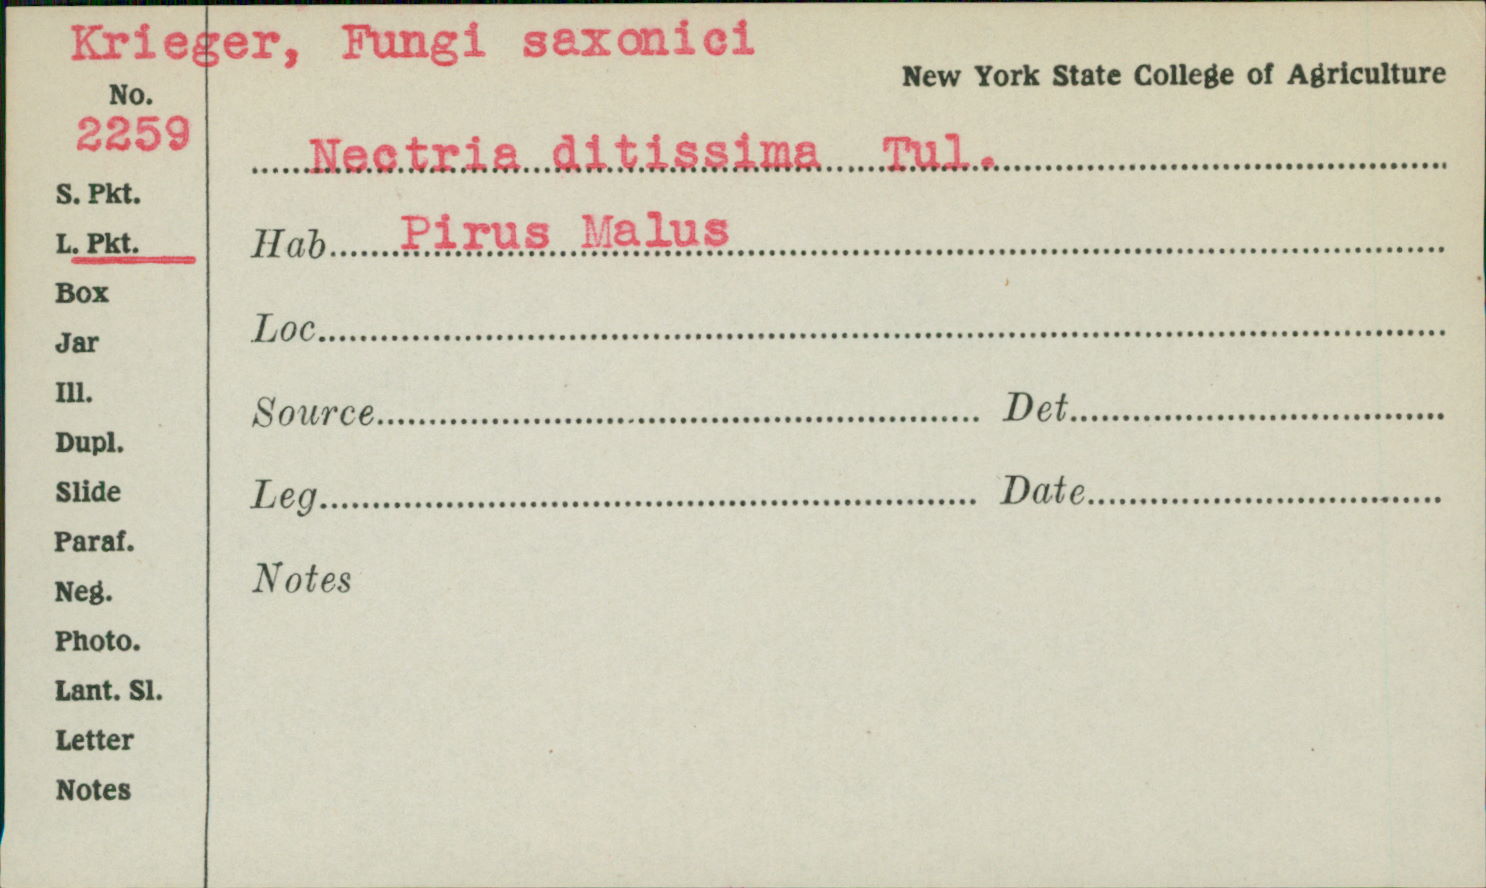 Krieger, Fungi saxonici
New York State College of Agriculture
No.
2259
Nectria ditissima Tul.
S. Pkt.
L. Pkt.
Hab. Pirus Malus
Box
Loc.
Jar
Ill.
Source Det.
Dupl.
Slide
Leg. Date
Paraf.
Notes
Neg.
Photo.
Lant. Sl.
Letter
Notes